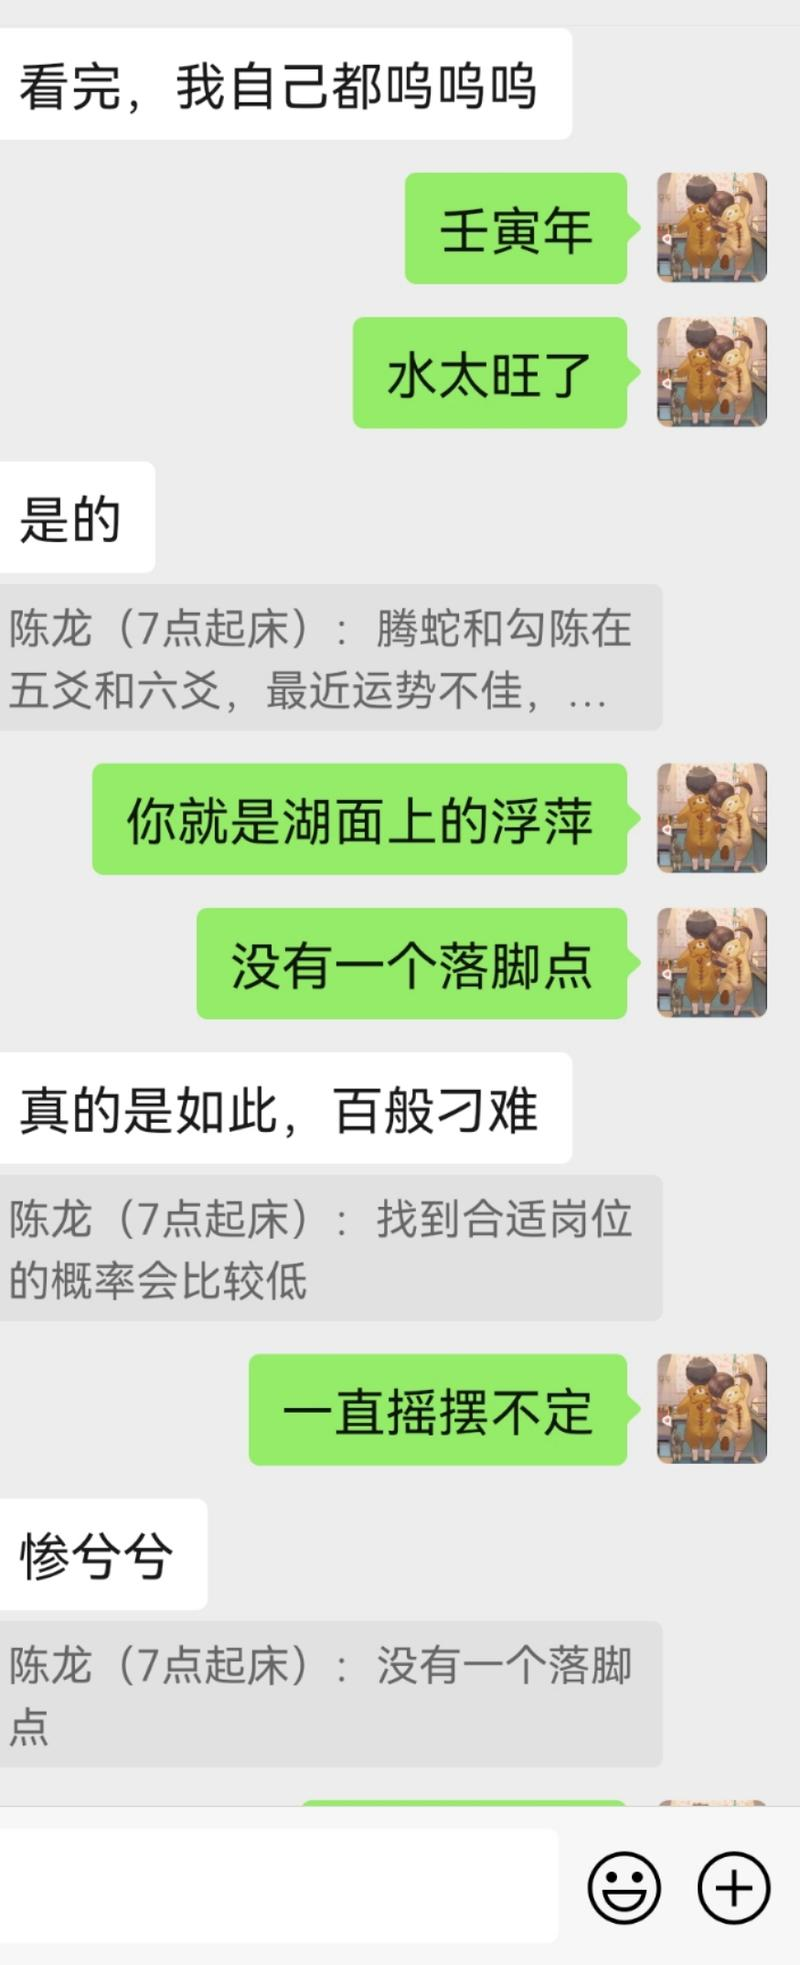 看完，我自己都呜呜呜
壬寅年
水太旺了
是的
陈龙（7点起床）：腾蛇和勾陈在
五爻和六爻，最近运势不佳，...
你就是湖面上的浮萍
没有一个落脚点
真的是如此，百般刁难
陈龙（7点起床）：找到合适岗位
的概率会比较低
一直摇摆不定
惨兮兮
陈龙（7点起床）：没有一个落脚
点